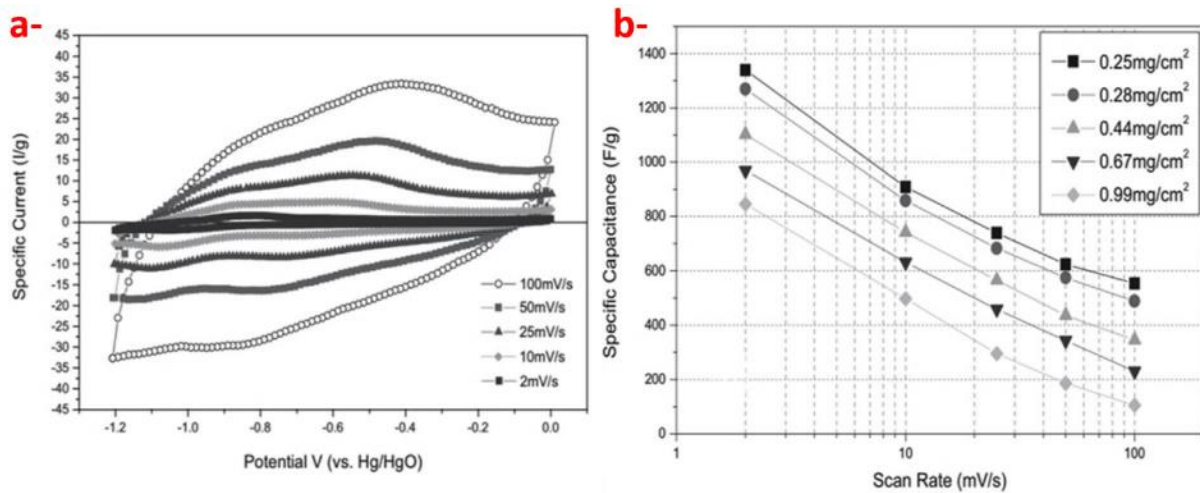 a-
45
40
35
30
25
20
15
10
5
0
-5
-10
-15
-20
-25
-30
-35
-40
-45
Specific Current (I/g)
-1.2 -1.0 -0.8 -0.6 -0.4 -0.2 0.0
Potential V (vs. Hg/HgO)
100mV/s
50mV/s
25mV/s
10mV/s
2mV/s
b-
1400
1200
1000
800
600
400
200
0
Specific Capacitance (F/g)
1 10 100
Scan Rate (mV/s)
0.25mg/cm²
0.28mg/cm²
0.44mg/cm²
0.67mg/cm²
0.99mg/cm²